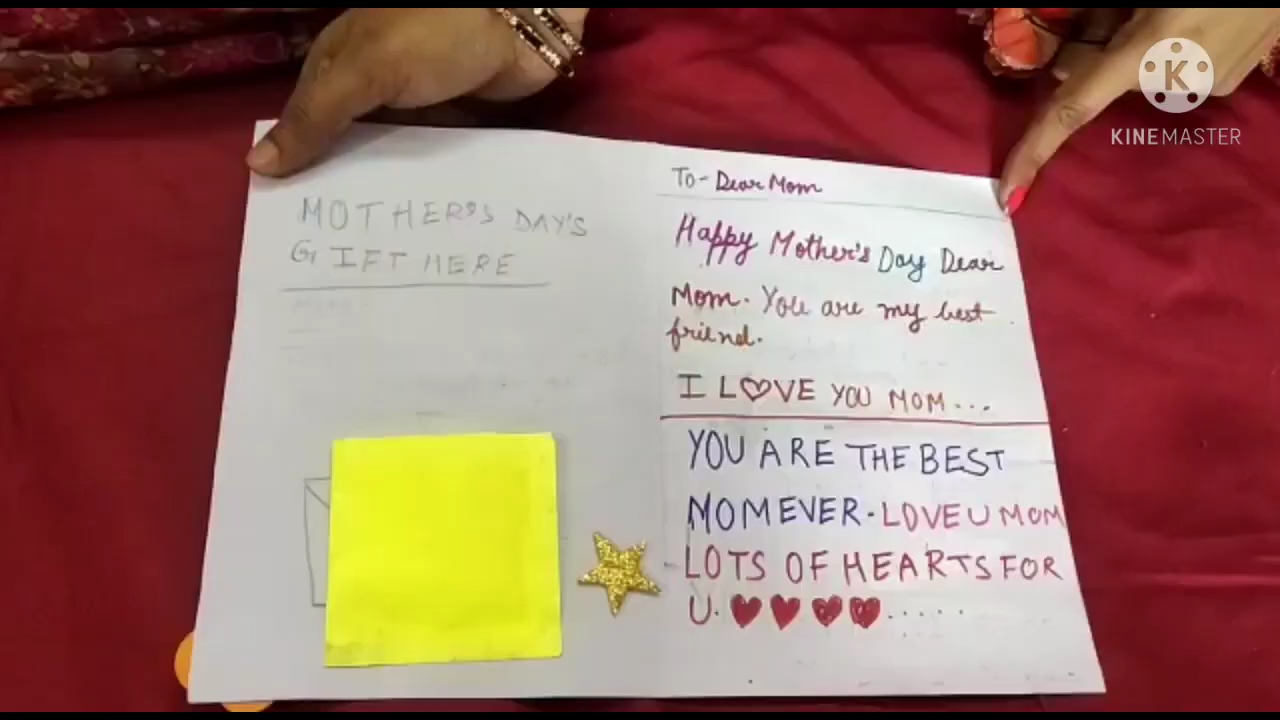 MOTHER'S DAY'S
GIFT HERE
To- Dear Mom
Happy Mother's Day Dear
Mom. You are my best
friend.
I LOVE YOU MOM...
YOU ARE THE BEST
MOM EVER. LOVE U MOM
LOTS OF HEARTS FOR
U. ♥♥♥♥.....
K
KINEMASTER